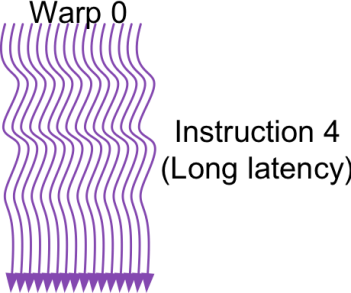 Warp 0
Instruction 4
(Long latency)